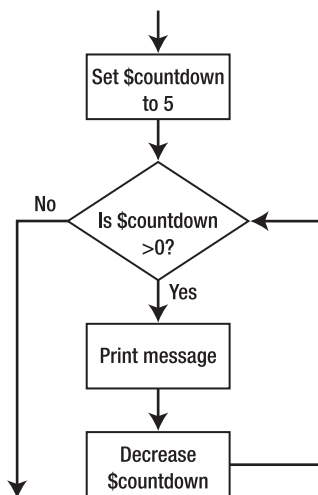 Set $countdown
to 5
No
Is $countdown
>0?
Yes
Print message
Decrease
$countdown